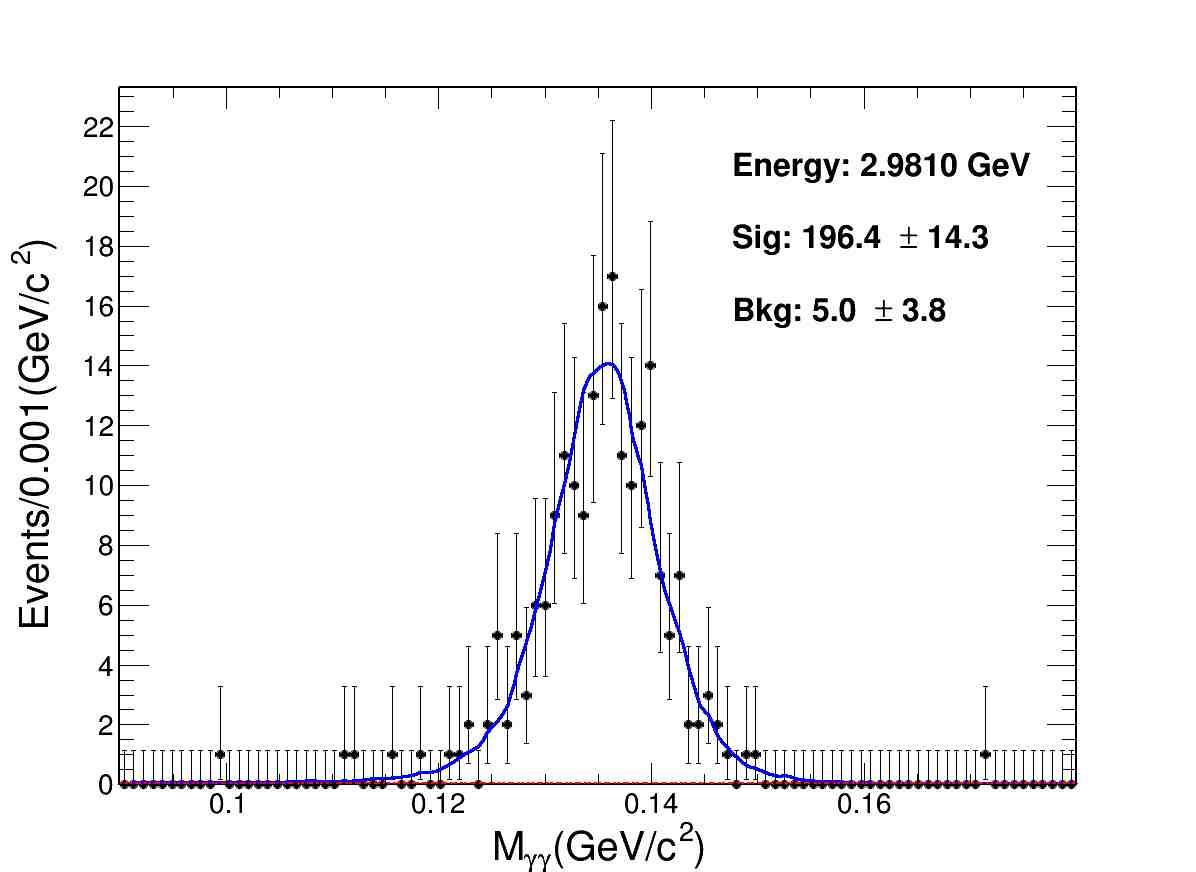 Energy: 2.9810 GeV
Sig: 196.4 ± 14.3
Bkg: 5.0 ± 3.8
Events/0.001(GeV/c²)
22
20
18
16
14
12
10
8
6
4
2
0
0.1 0.12 0.14 0.16
Mγγ(GeV/c²)